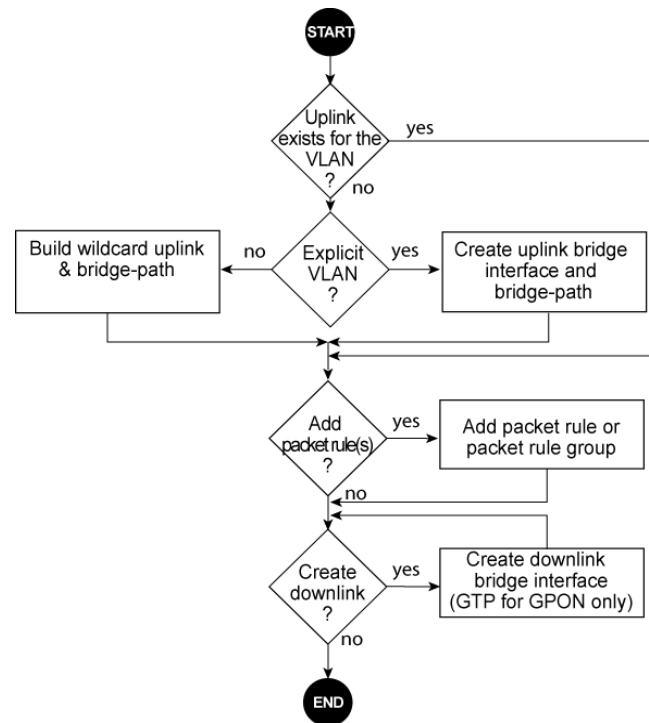 START
Uplink
exists for the
VLAN
?
yes
no
Build wildcard uplink
& bridge-path
no
Explicit
VLAN
?
yes
Create uplink bridge
interface and
bridge-path
Add
packet rule(s)
?
yes
no
Add packet rule or
packet rule group
Create
downlink
?
yes
no
Create downlink
bridge interface
(GTP for GPON only)
END